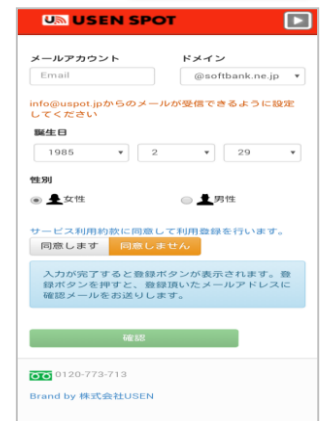 USEN SPOT
メールアカウント ドメイン
Email @softbank.ne.jp
info@uspot.jpからのメールが受信できるように設定
してください
誕生日
1985 2 29
性別
女性 男性
サービス利用約款に同意して利用登録を行います。
同意します 同意しません
入力が完了すると登録ボタンが表示されます。登
録ボタンを押すと、登録頂いたメールアドレスに
確認メールをお送りします。
確認
0120-773-713
Brand by 株式会社USEN